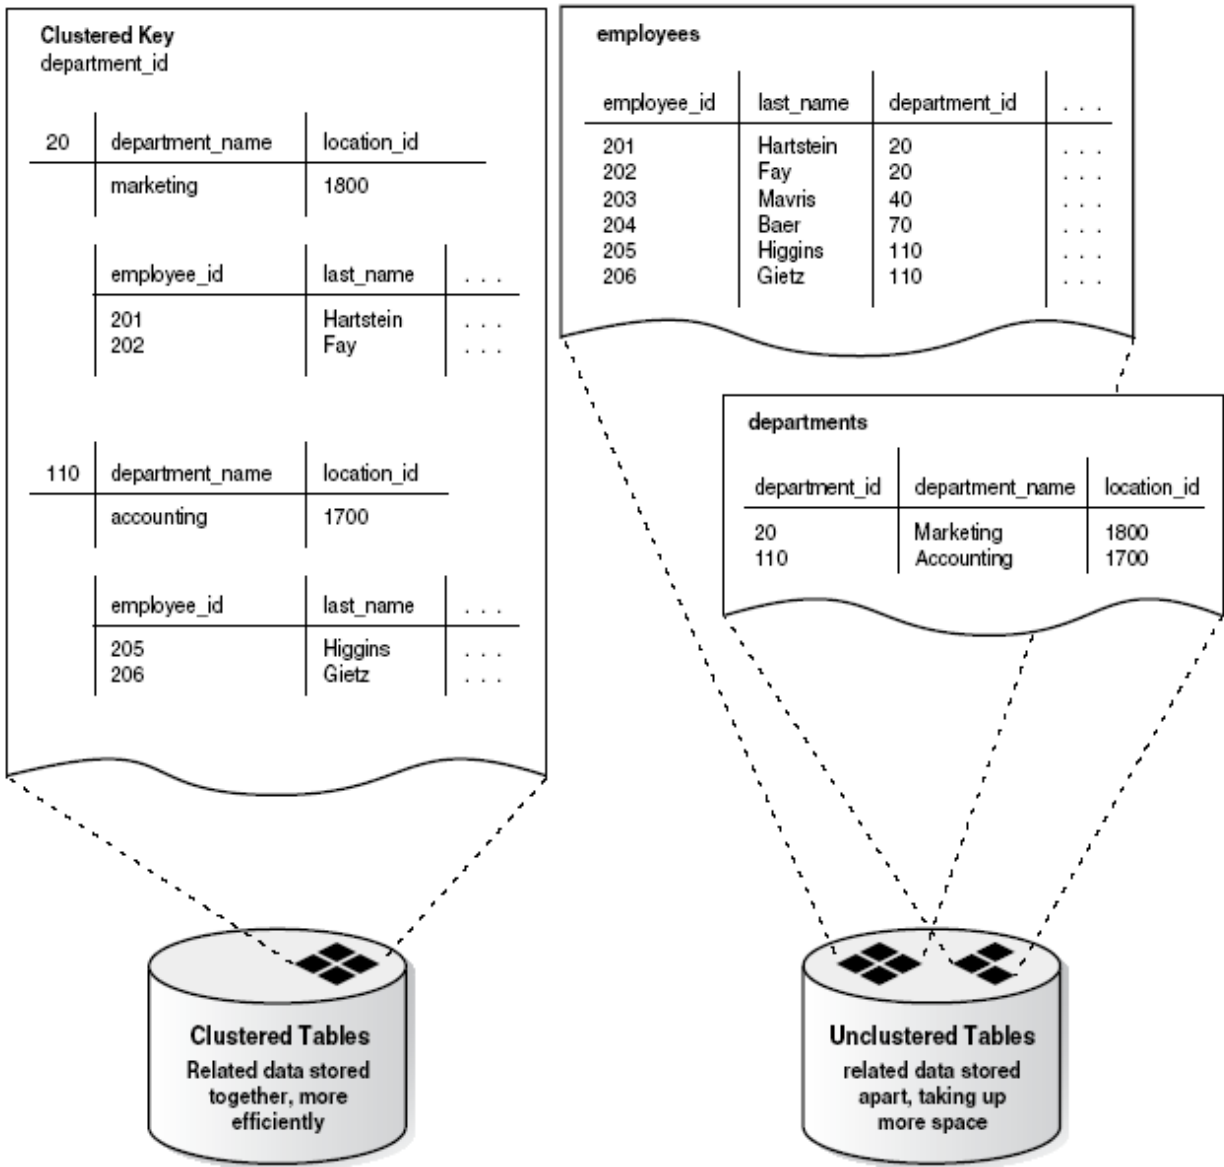 Clustered Key
department_id
20 department_name location_id
marketing 1800
employee_id last_name . . .
201 Hartstein . . .
202 Fay . . .
110 department_name location_id
accounting 1700
employee_id last_name . . .
205 Higgins . . .
206 Gietz . . .
employees
employee_id last_name department_id . . .
201 Hartstein 20 . . .
202 Fay 20 . . .
203 Mavris 40 . . .
204 Baer 70 . . .
205 Higgins 110 . . .
206 Gietz 110 . . .
departments
department_id department_name location_id
20 Marketing 1800
110 Accounting 1700
Clustered Tables
Related data stored
together, more
efficiently
Unclustered Tables
related data stored
apart, taking up
more space